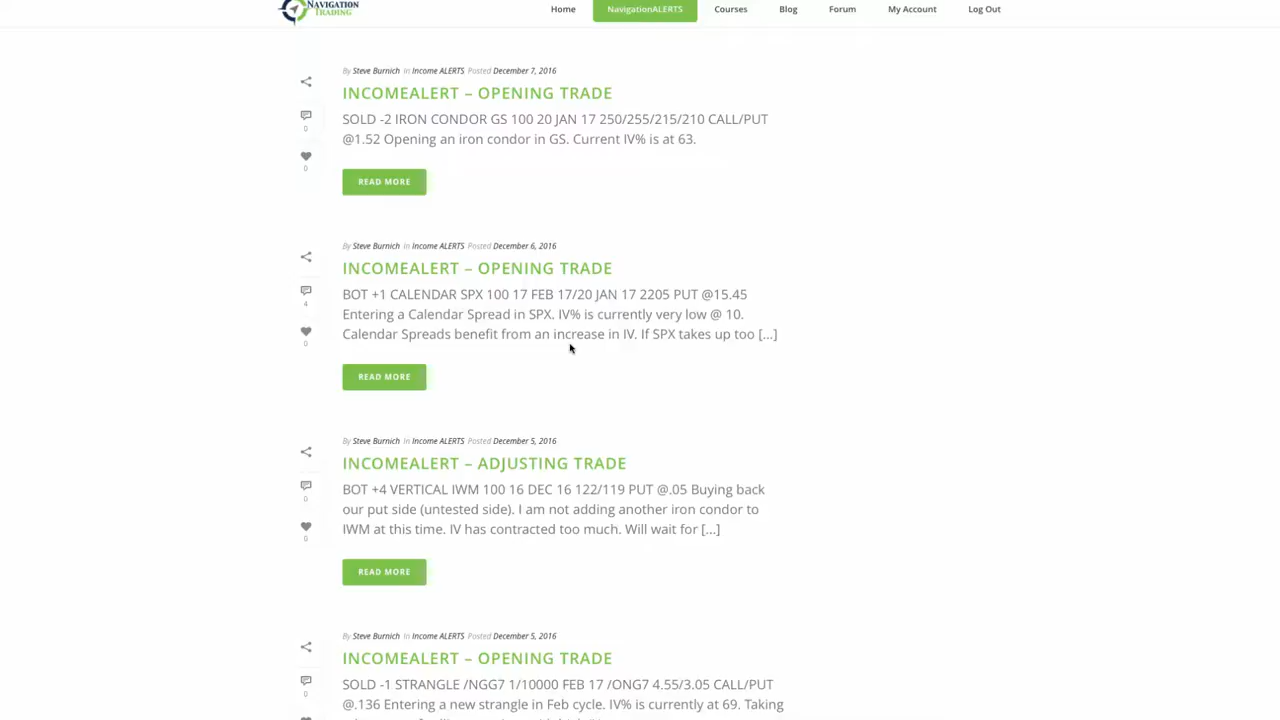 NAVIGATION
TRADING
Home NavigationALERTS Courses Blog Forum My Account Log Out
By Steve Burnich In Income ALERTS Posted December 7, 2016
INCOMEALERT – OPENING TRADE
SOLD -2 IRON CONDOR GS 100 20 JAN 17 250/255/215/210 CALL/PUT
@1.52 Opening an iron condor in GS. Current IV% is at 63.
0
0
READ MORE
By Steve Burnich In Income ALERTS Posted December 6, 2016
INCOMEALERT – OPENING TRADE
BOT +1 CALENDAR SPX 100 17 FEB 17/20 JAN 17 2205 PUT @15.45
Entering a Calendar Spread in SPX. IV% is currently very low @ 10.
Calendar Spreads benefit from an increase in IV. If SPX takes up too [...]
4
0
READ MORE
By Steve Burnich In Income ALERTS Posted December 5, 2016
INCOMEALERT – ADJUSTING TRADE
BOT +4 VERTICAL IWM 100 16 DEC 16 122/119 PUT @.05 Buying back
our put side (untested side). I am not adding another iron condor to
IWM at this time. IV has contracted too much. Will wait for [...]
0
0
READ MORE
By Steve Burnich In Income ALERTS Posted December 5, 2016
INCOMEALERT – OPENING TRADE
SOLD -1 STRANGLE /NGG7 1/10000 FEB 17 /ONG7 4.55/3.05 CALL/PUT
@.136 Entering a new strangle in Feb cycle. IV% is currently at 69. Taking
0